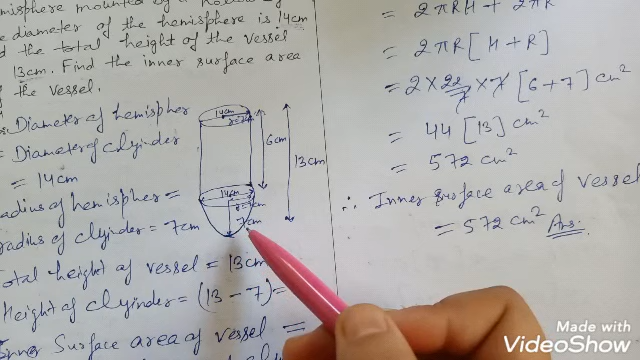 hemisphere mounted by a hollow
diameter of the hemisphere is 14cm
the total height of the vessel
13cm. Find the inner surface area
the vessel.
Diameter of hemispher
= Diameter of clyinder
= 14cm
radius of hemisphere =
radius of clyinder = 7cm
Total height of vessel = 13cm
Height of clyinder = (13 - 7) =
Inner Surface area of vessel =
14cm
6cm
13cm
14cm
7cm
= 2πRH + 2πR
= 2πR [H + R]
= 2 × 22/7 × 7 [6 + 7] cm²
= 44 [13] cm²
= 572 cm²
∴ Inner surface area of vessel
= 572 cm² Ans.
Made with
VideoShow